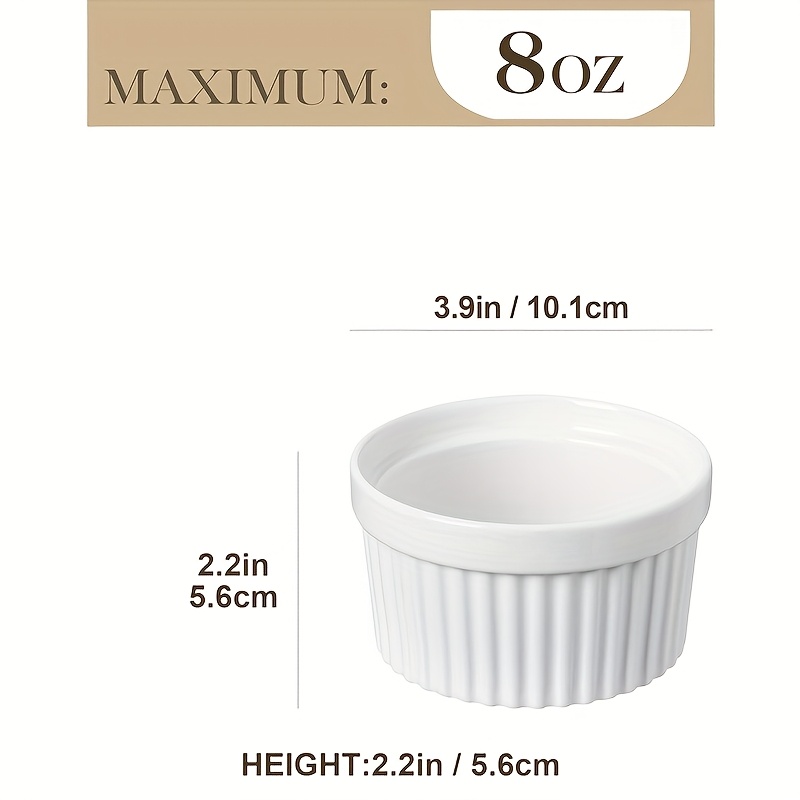 MAXIMUM:
8OZ
3.9in / 10.1cm
2.2in
5.6cm
HEIGHT:2.2in / 5.6cm